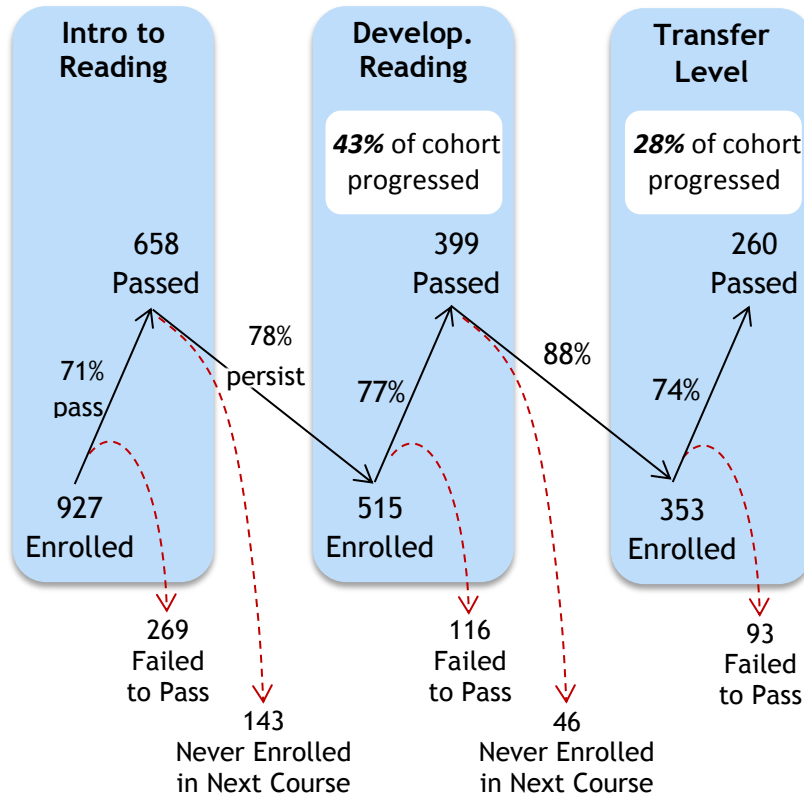 Intro to
Reading
658
Passed
71%
pass
927
Enrolled
269
Failed
to Pass
78%
persist
143
Never Enrolled
in Next Course
Develop.
Reading
43% of cohort
progressed
399
Passed
77%
515
Enrolled
116
Failed
to Pass
88%
46
Never Enrolled
in Next Course
Transfer
Level
28% of cohort
progressed
260
Passed
74%
353
Enrolled
93
Failed
to Pass